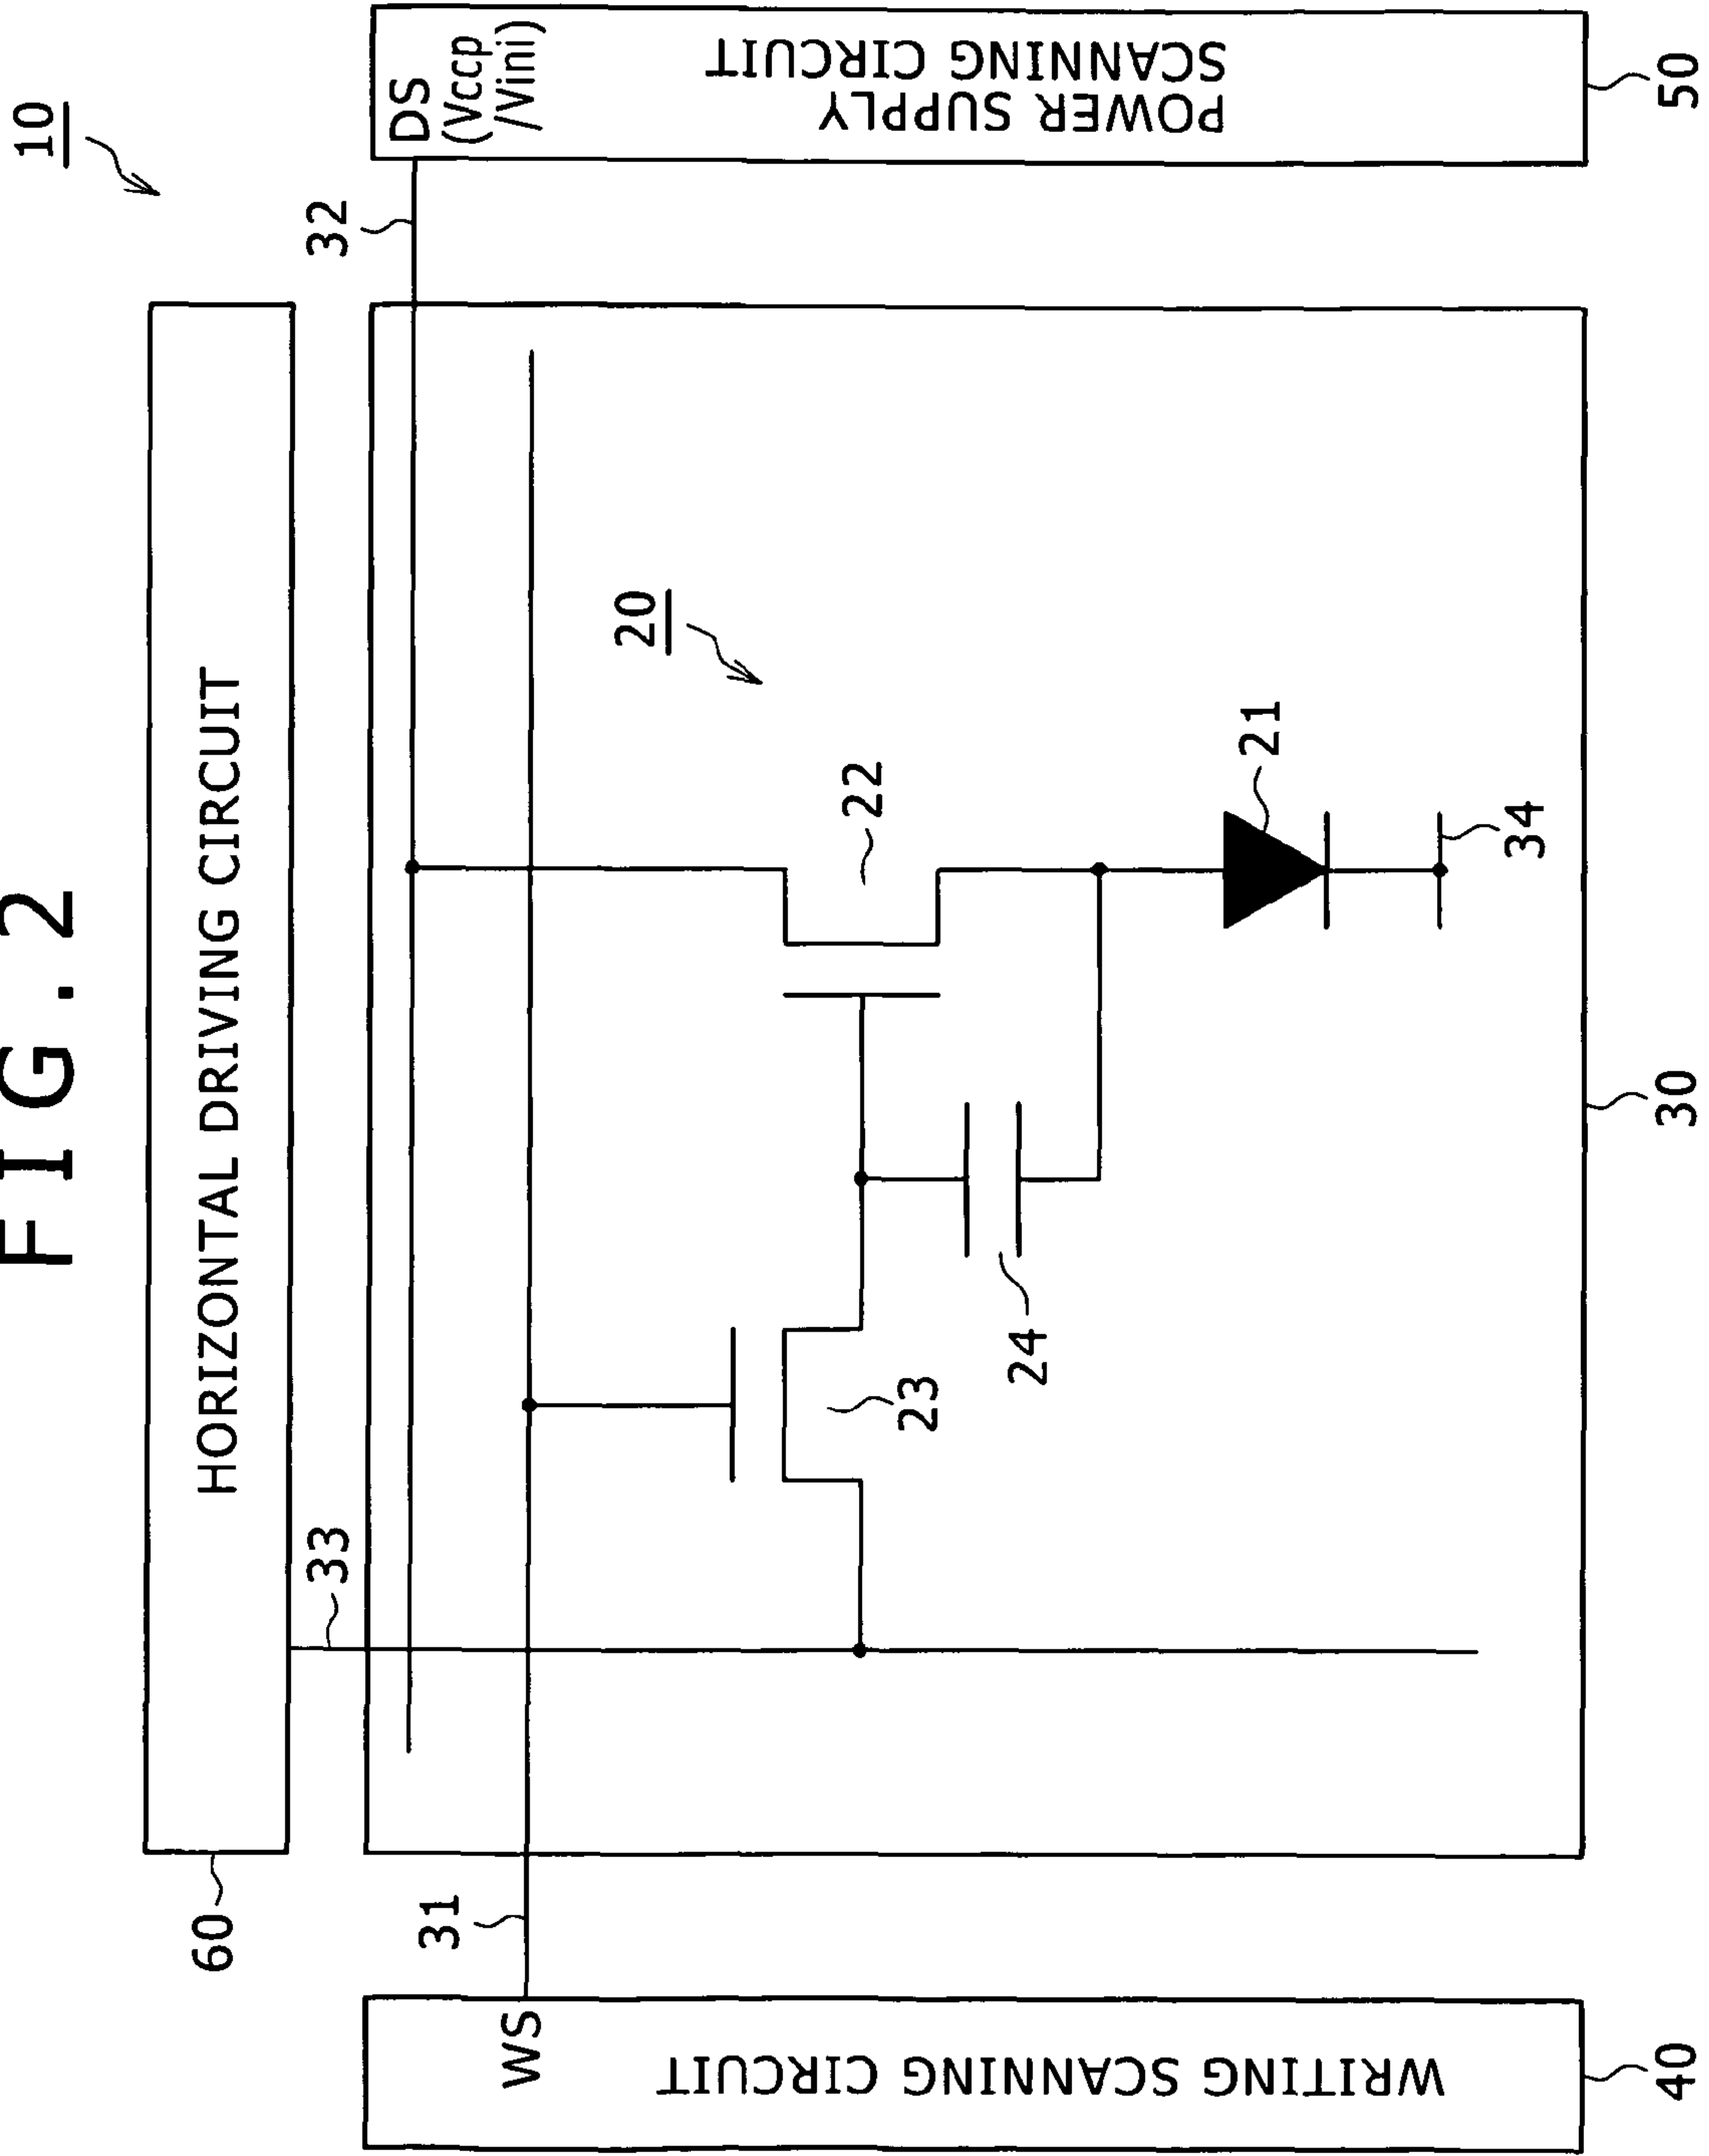 FIG. 2
10
HORIZONTAL DRIVING CIRCUIT
60
33
32
DS
(Vccp
/Vini)
POWER SUPPLY
SCANNING CIRCUIT
50
31
WS
WRITING SCANNING CIRCUIT
40
20
22
23
24
21
34
30